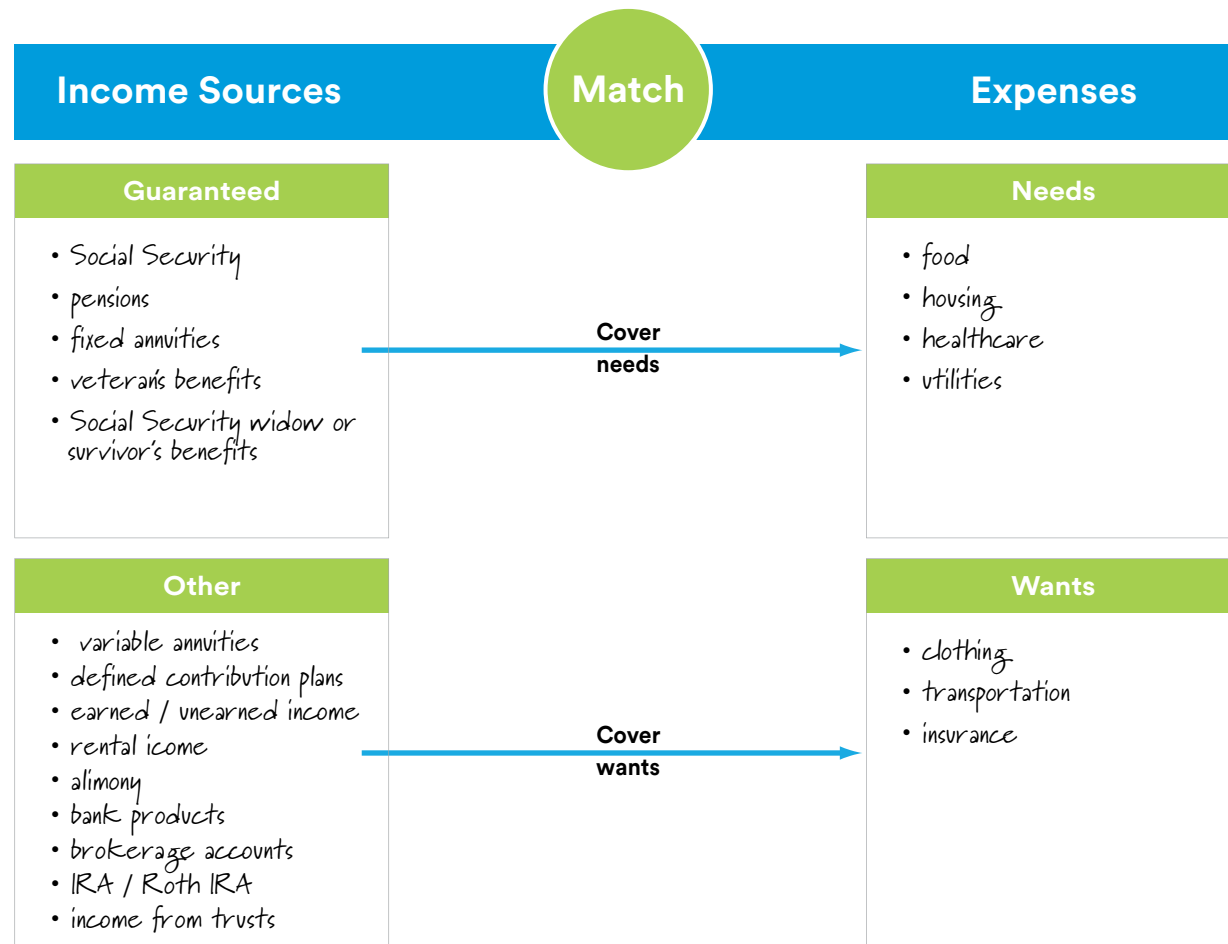 Income Sources
Match
Expenses
Guaranteed
• Social Security
• pensions
• fixed annuities
• veteran's benefits
• Social Security widow or
survivor's benefits
Cover
needs
Needs
• food
• housing
• healthcare
• utilities
Other
• variable annuities
• defined contribution plans
• earned / unearned income
• rental icome
• alimony
• bank products
• brokerage accounts
• IRA / Roth IRA
• income from trusts
Cover
wants
Wants
• clothing
• transportation
• insurance